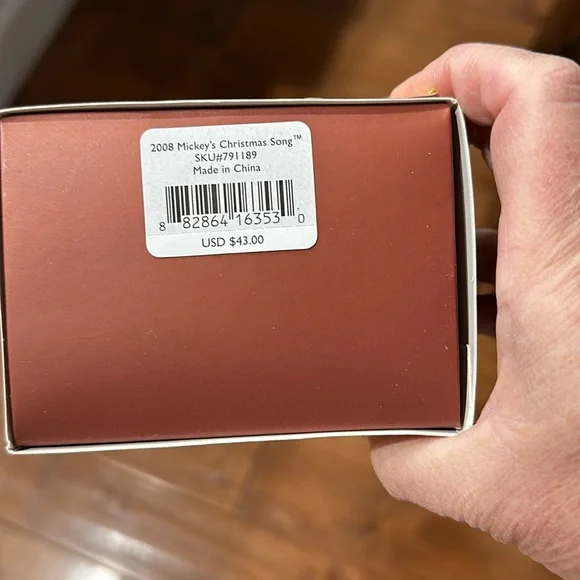 2008 Mickey's Christmas Song™
SKU#791189
Made in China
8 82864 16353 0
USD $43.00